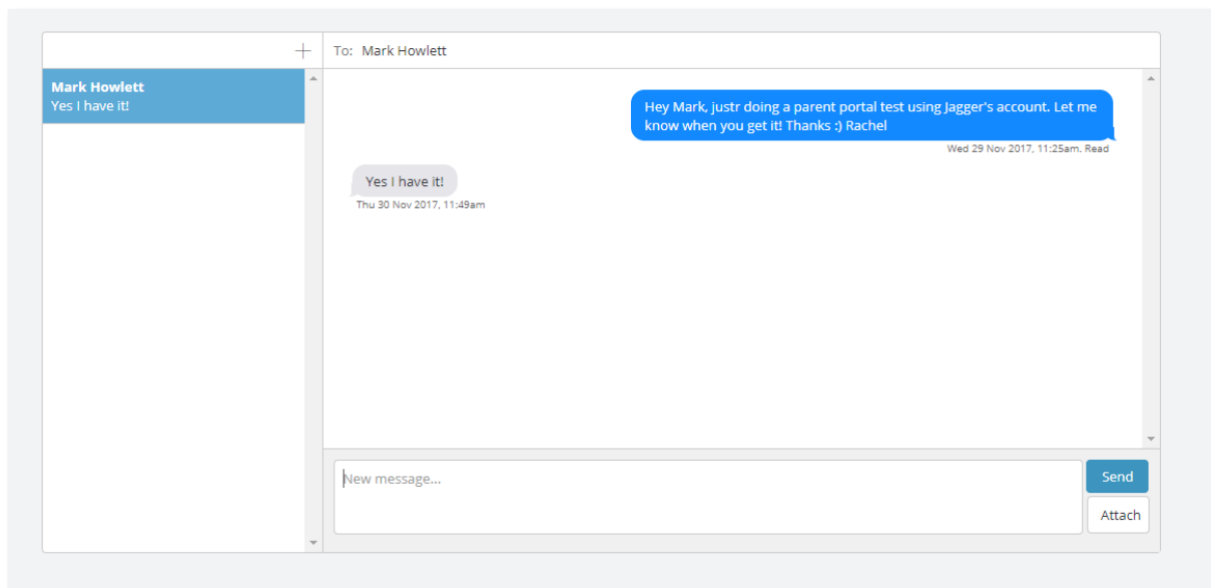 To: Mark Howlett
Mark Howlett
Yes I have it!
Hey Mark, justr doing a parent portal test using Jagger's account. Let me
know when you get it! Thanks :) Rachel
Wed 29 Nov 2017, 11:25am. Read
Yes I have it!
Thu 30 Nov 2017, 11:49am
New message...
Send
Attach